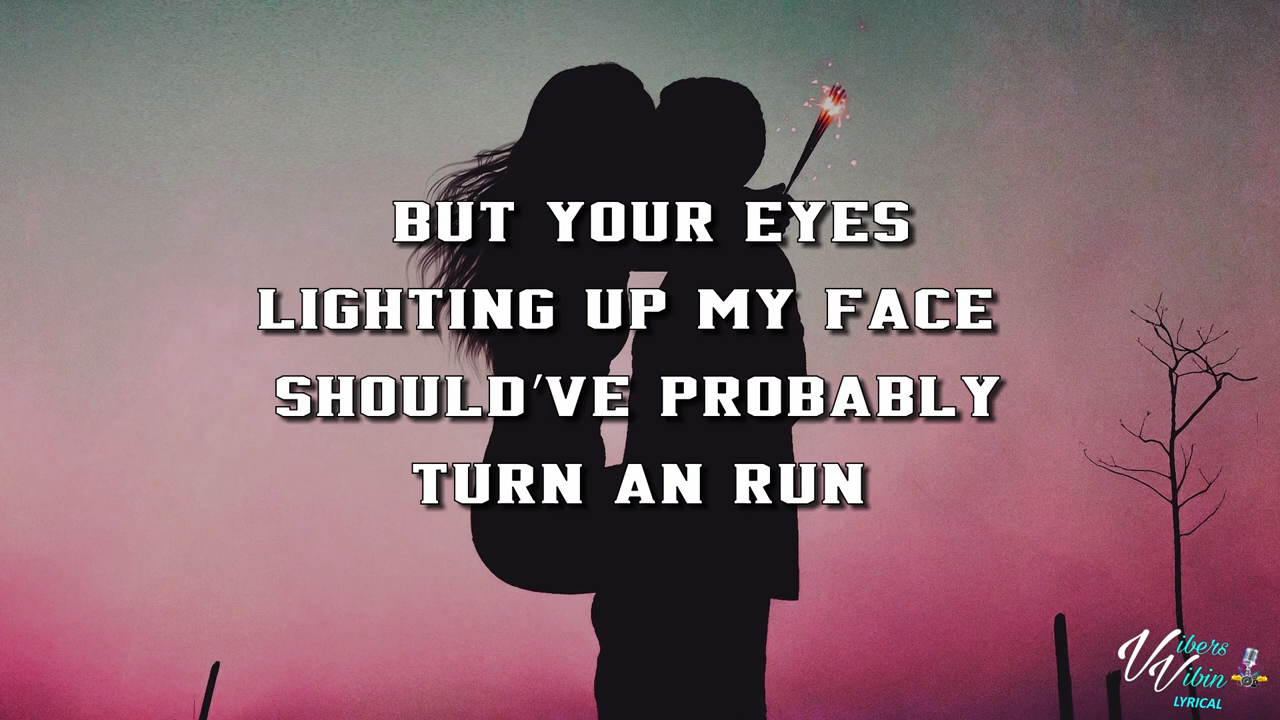 BUT YOUR EYES
LIGHTING UP MY FACE
SHOULD'VE PROBABLY
TURN AN RUN
Vibers
Vibin
LYRICAL